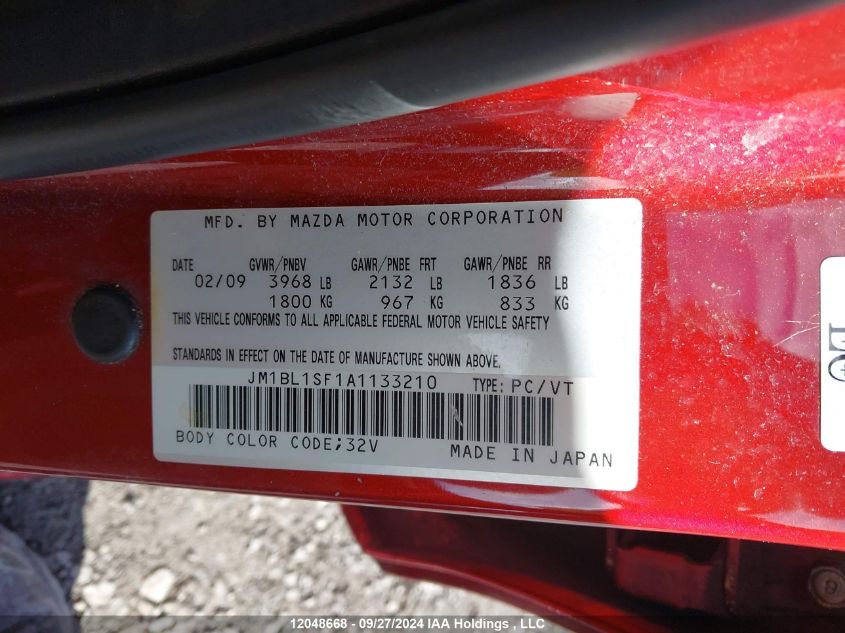 MFD. BY MAZDA MOTOR CORPORATION
DATE GVWR/PNBV GAWR/PNBE FRT GAWR/PNBE RR
02/09 3968 LB 2132 LB 1836 LB
1800 KG 967 KG 833 KG
THIS VEHICLE CONFORMS TO ALL APPLICABLE FEDERAL MOTOR VEHICLE SAFETY
STANDARDS IN EFFECT ON THE DATE OF MANUFACTURE SHOWN ABOVE.
JM1BL1SF1A1133210 TYPE: PC/VT
BODY COLOR CODE;32V MADE IN JAPAN
12048668 - 09/27/2024 IAA Holdings, LLC